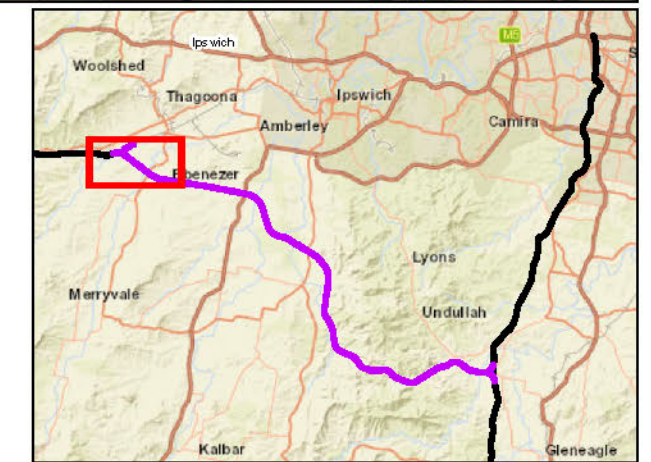 Ipswich
M5
Woolshed
Thagoona
Ipswich
Amberley
Camira
Ebenezer
Lyons
Merryvale
Undullah
Kalbar
Gleneagle